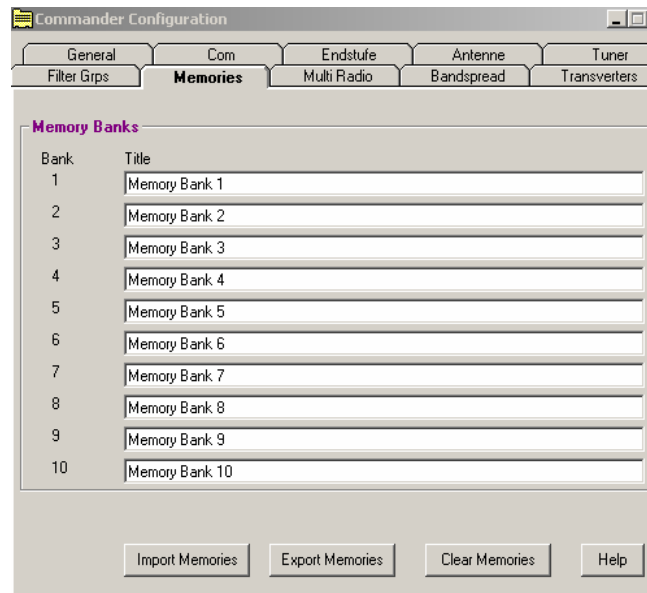 Commander Configuration
General Com Endstufe Antenne Tuner
Filter Grps Memories Multi Radio Bandspread Transverters
Memory Banks
Bank Title
1 Memory Bank 1
2 Memory Bank 2
3 Memory Bank 3
4 Memory Bank 4
5 Memory Bank 5
6 Memory Bank 6
7 Memory Bank 7
8 Memory Bank 8
9 Memory Bank 9
10 Memory Bank 10
Import Memories Export Memories Clear Memories Help